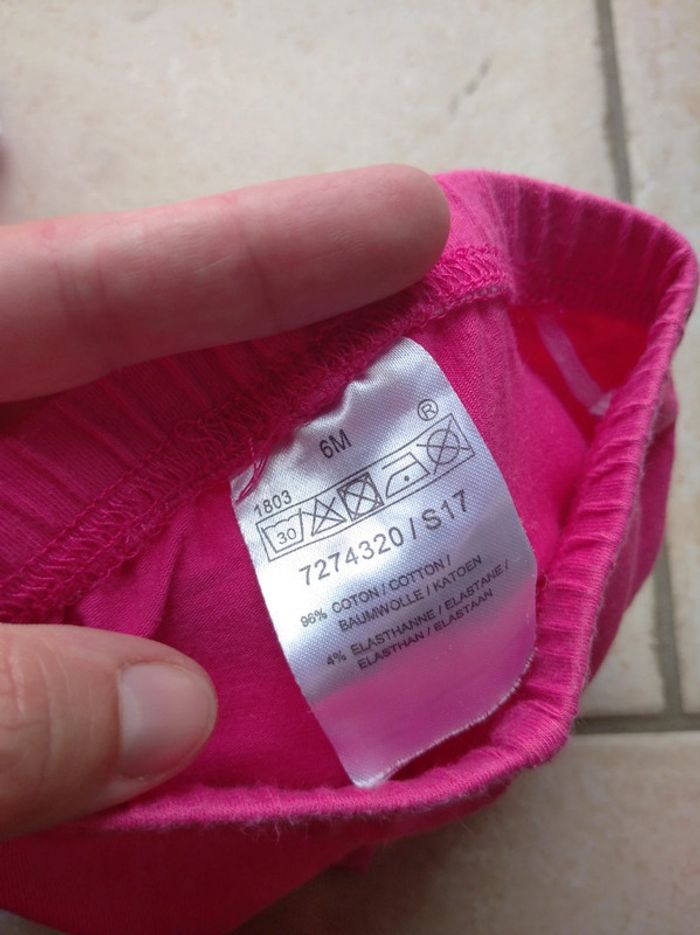 ®
6M
1803
30
7274320 / S17
96% COTON / COTTON /
BAUMWOLLE / KATOEN
4% ELASTHANNE / ELASTANE /
ELASTHAN / ELASTAAN